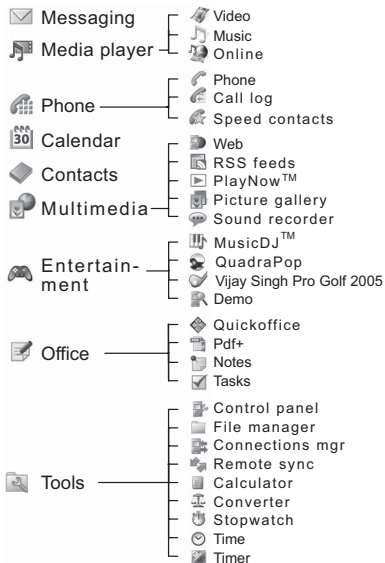 Messaging
Media player
Video
Music
Online
Phone
Phone
Call log
Speed contacts
30
Calendar
Contacts
Multimedia
Web
RSS feeds
PlayNow™
Picture gallery
Sound recorder
Entertain-
ment
MusicDJ™
QuadraPop
Vijay Singh Pro Golf 2005
Demo
Office
Quickoffice
Pdf+
Notes
Tasks
Tools
Control panel
File manager
Connections mgr
Remote sync
Calculator
Converter
Stopwatch
Time
Timer